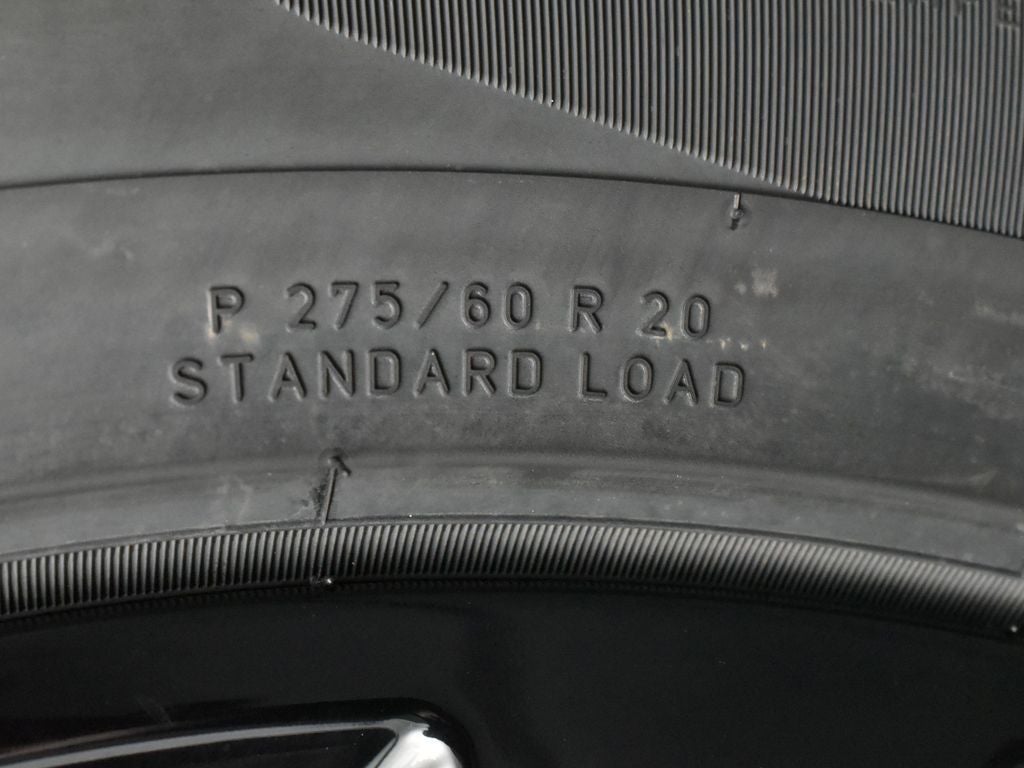 P 275/60 R 20
STANDARD LOAD